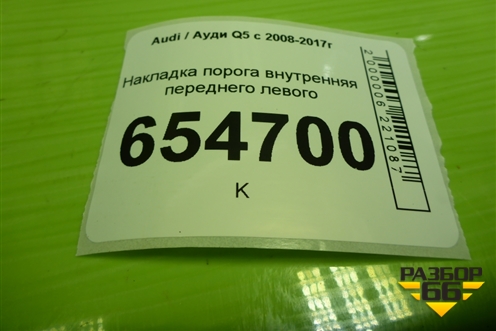 Audi / Ауди Q5 с 2008-2017г
Накладка порога внутренняя
переднего левого
654700
К
2000006221087
РАЗБОР
66